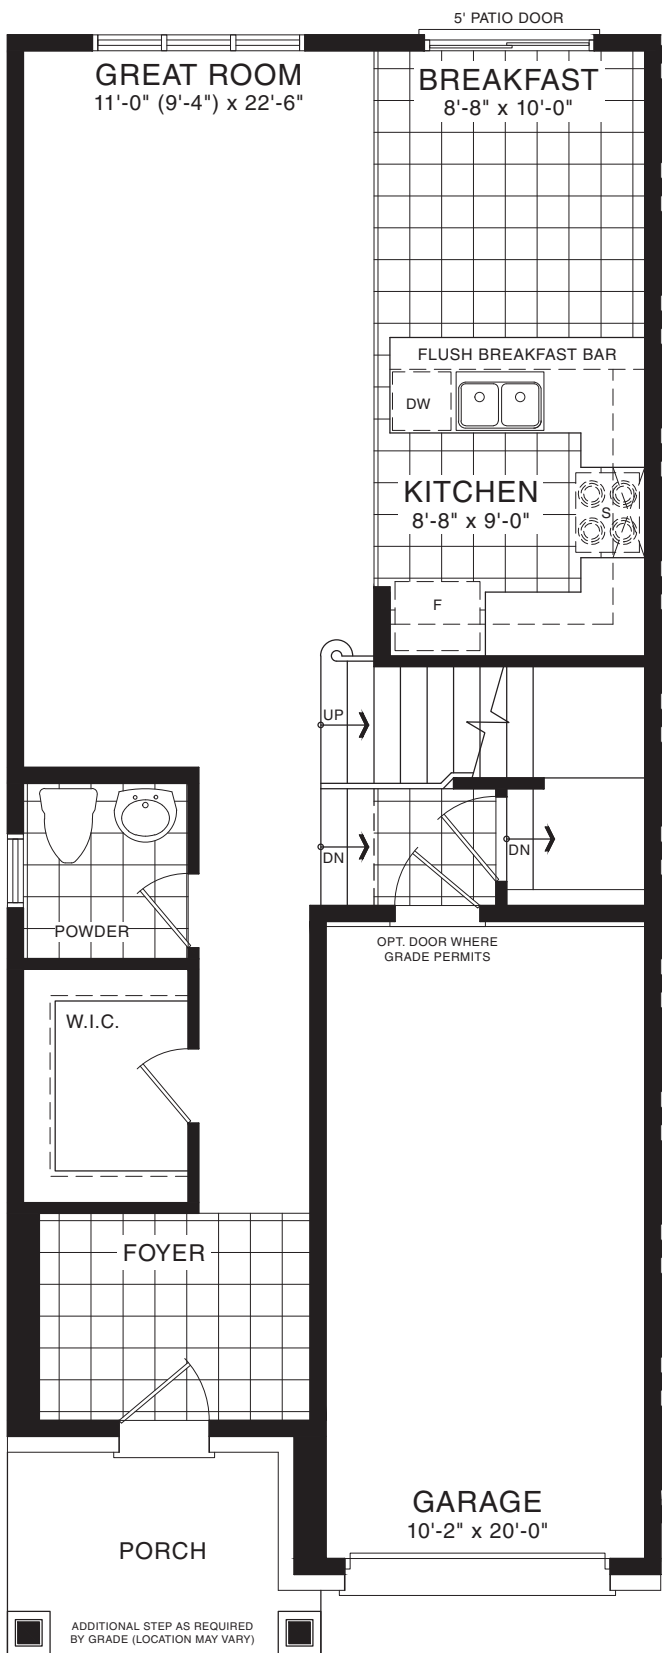 5' PATIO DOOR
GREAT ROOM
11'-0" (9'-4") x 22'-6"
BREAKFAST
8'-8" x 10'-0"
FLUSH BREAKFAST BAR
DW
KITCHEN
8'-8" x 9'-0"
S
F
UP
DN
DN
POWDER
OPT. DOOR WHERE
GRADE PERMITS
W.I.C.
FOYER
GARAGE
10'-2" x 20'-0"
PORCH
ADDITIONAL STEP AS REQUIRED
BY GRADE (LOCATION MAY VARY)